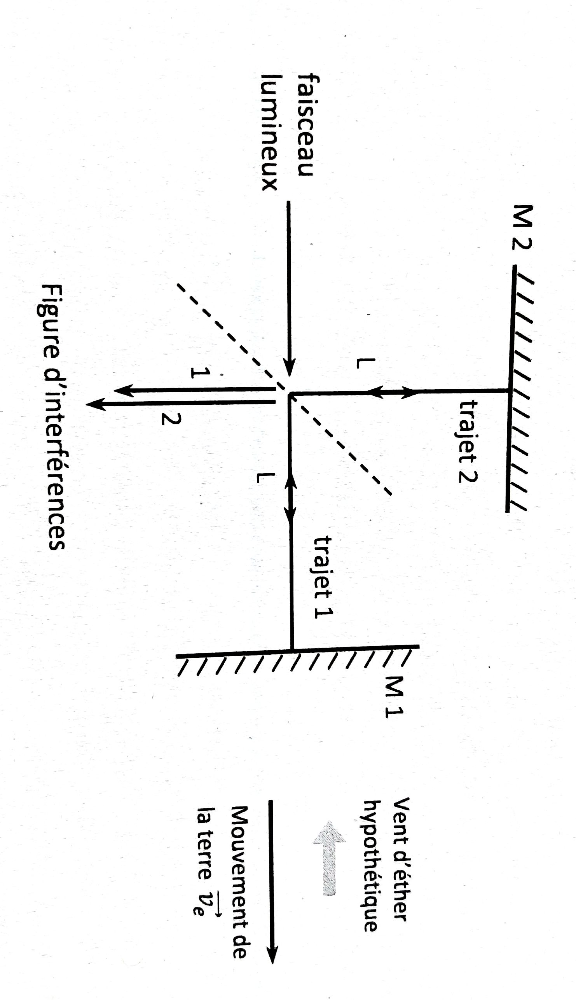 M 2
trajet 2
L
faisceau
lumineux
trajet 1
L
M 1
1
2
Figure d'interférences
Vent d'éther
hypothétique
Mouvement de
la terre v⃗e